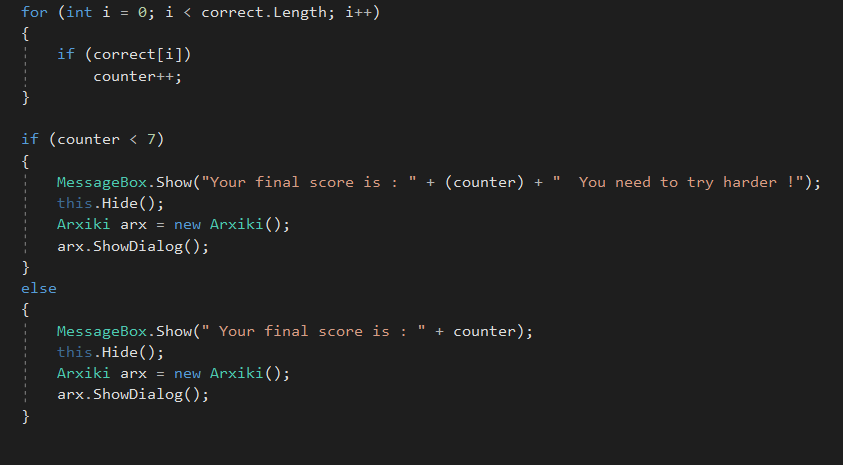 for (int i = 0; i < correct.Length; i++)
{
    if (correct[i])
        counter++;
}

if (counter < 7)
{
    MessageBox.Show("Your final score is : " + (counter) + "  You need to try harder !");
    this.Hide();
    Arxiki arx = new Arxiki();
    arx.ShowDialog();
}
else
{
    MessageBox.Show(" Your final score is : " + counter);
    this.Hide();
    Arxiki arx = new Arxiki();
    arx.ShowDialog();
}